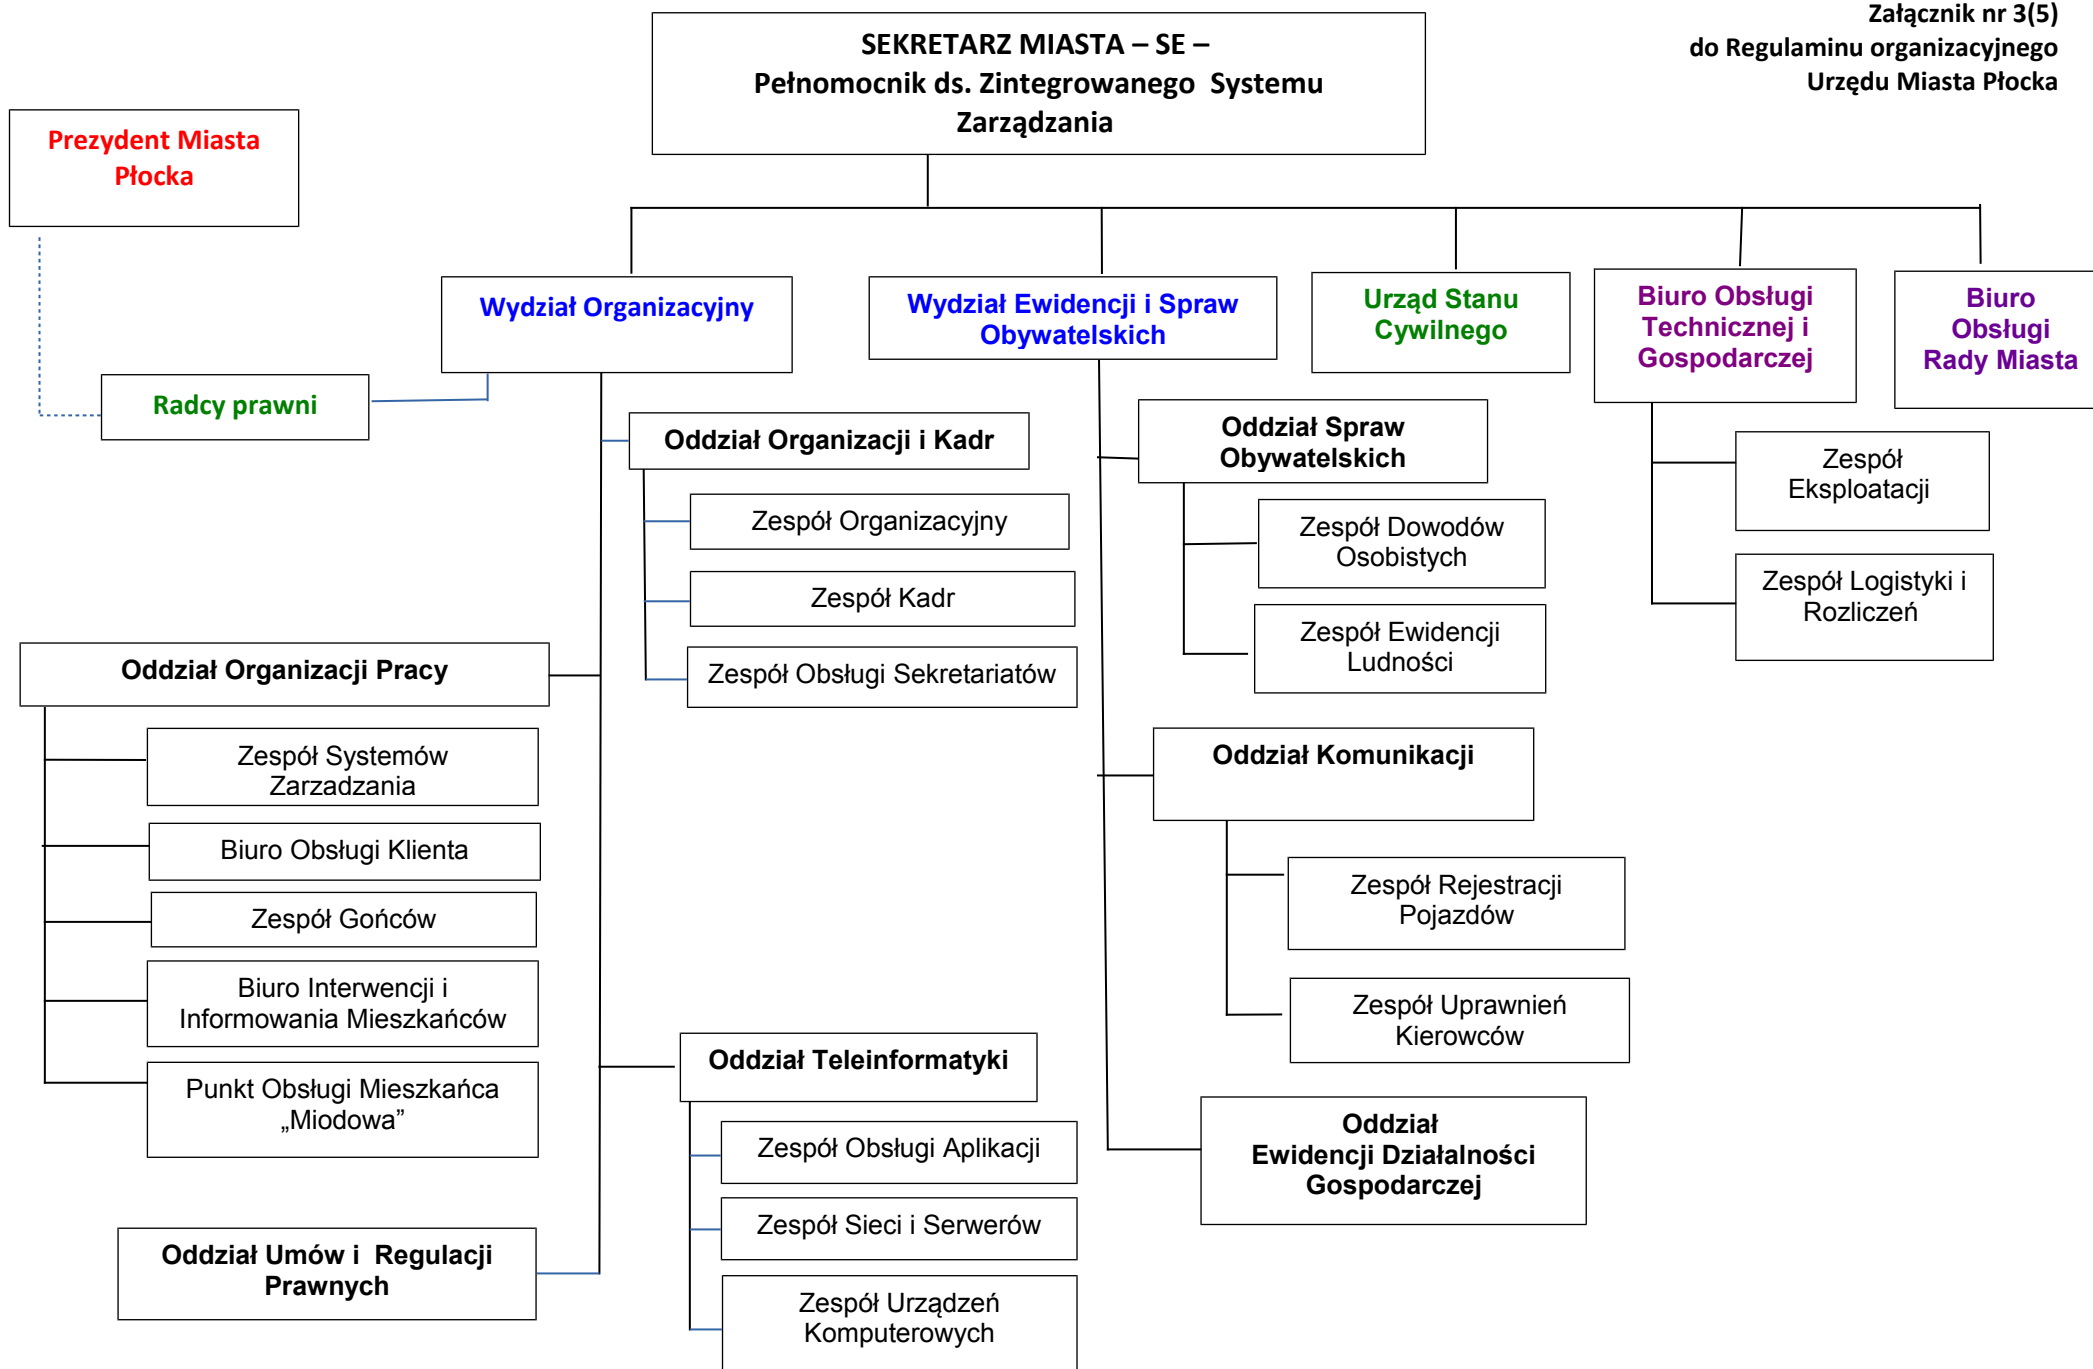 Załącznik nr 3(5)
do Regulaminu organizacyjnego
Urzędu Miasta Płocka
SEKRETARZ MIASTA – SE –
Pełnomocnik ds. Zintegrowanego Systemu
Zarządzania
Prezydent Miasta
Płocka
Wydział Organizacyjny
Wydział Ewidencji i Spraw
Obywatelskich
Urząd Stanu
Cywilnego
Biuro Obsługi
Technicznej i
Gospodarczej
Biuro
Obsługi
Rady Miasta
Radcy prawni
Oddział Organizacji i Kadr
Zespół Organizacyjny
Zespół Kadr
Zespół Obsługi Sekretariatów
Oddział Spraw
Obywatelskich
Zespół Dowodów
Osobistych
Zespół Ewidencji
Ludności
Zespół
Eksploatacji
Zespół Logistyki i
Rozliczeń
Oddział Organizacji Pracy
Zespół Systemów
Zarzadzania
Biuro Obsługi Klienta
Zespół Gońców
Biuro Interwencji i
Informowania Mieszkańców
Punkt Obsługi Mieszkańca
„Miodowa”
Oddział Komunikacji
Zespół Rejestracji
Pojazdów
Zespół Uprawnień
Kierowców
Oddział Teleinformatyki
Zespół Obsługi Aplikacji
Zespół Sieci i Serwerów
Zespół Urządzeń
Komputerowych
Oddział
Ewidencji Działalności
Gospodarczej
Oddział Umów i Regulacji
Prawnych